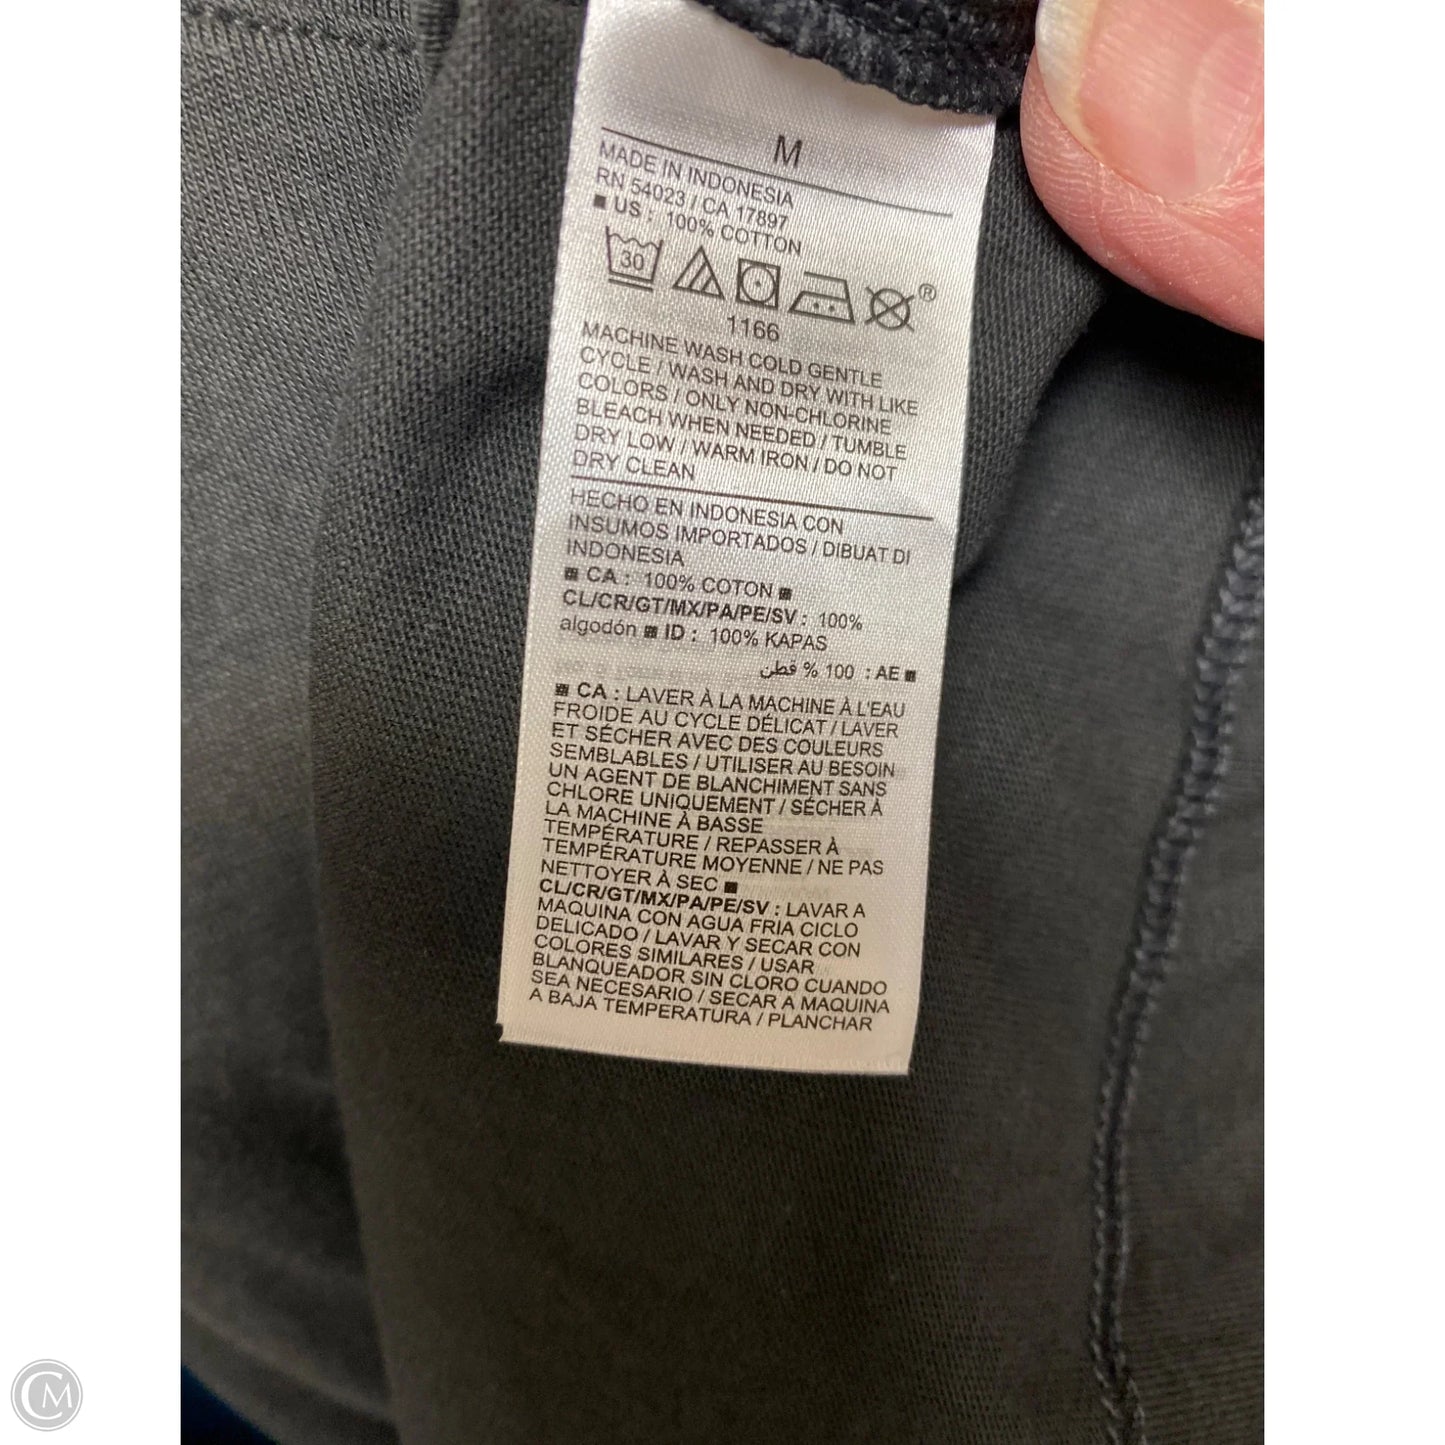 M
MADE IN INDONESIA
RN 54023 / CA 17897
■ US : 100% COTTON
30
®
1166
MACHINE WASH COLD GENTLE
CYCLE / WASH AND DRY WITH LIKE
COLORS / ONLY NON-CHLORINE
BLEACH WHEN NEEDED / TUMBLE
DRY LOW / WARM IRON / DO NOT
DRY CLEAN
HECHO EN INDONESIA CON
INSUMOS IMPORTADOS / DIBUAT DI
INDONESIA
■ CA : 100% COTON ■
CL/CR/GT/MX/PA/PE/SV : 100%
algodón ■ ID : 100% KAPAS
■ AE : 100 % قطن
■ CA : LAVER À LA MACHINE À L'EAU
FROIDE AU CYCLE DÉLICAT / LAVER
ET SÉCHER AVEC DES COULEURS
SEMBLABLES / UTILISER AU BESOIN
UN AGENT DE BLANCHIMENT SANS
CHLORE UNIQUEMENT / SÉCHER À
LA MACHINE À BASSE
TEMPÉRATURE / REPASSER À
TEMPÉRATURE MOYENNE / NE PAS
NETTOYER À SEC ■
CL/CR/GT/MX/PA/PE/SV : LAVAR A
MAQUINA CON AGUA FRIA CICLO
DELICADO / LAVAR Y SECAR CON
COLORES SIMILARES / USAR
BLANQUEADOR SIN CLORO CUANDO
SEA NECESARIO / SECAR A MAQUINA
A BAJA TEMPERATURA / PLANCHAR
CM